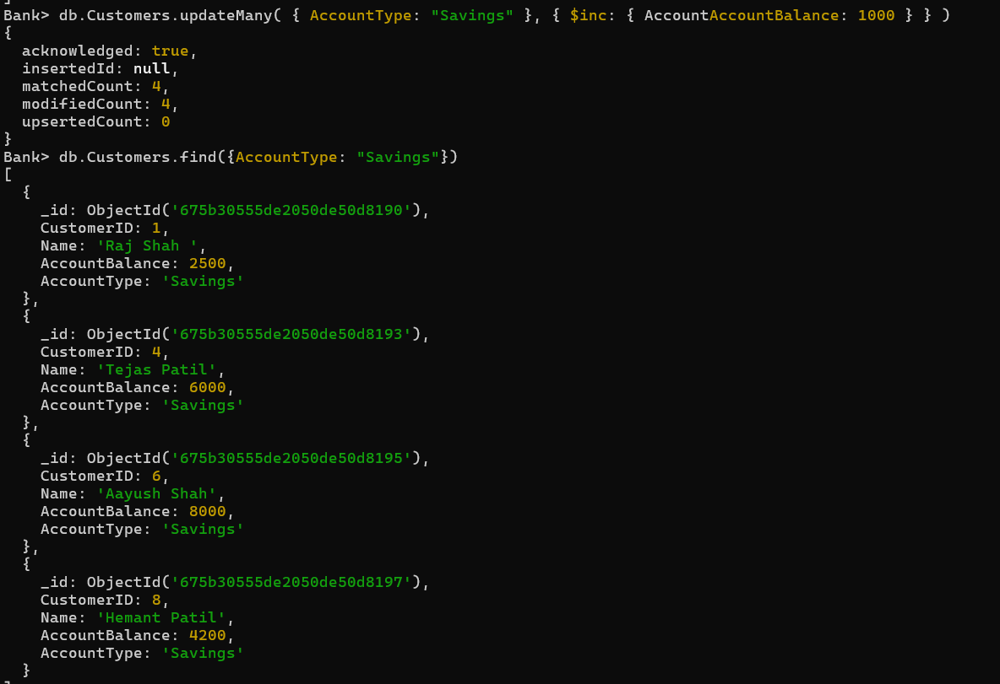 Bank> db.Customers.updateMany( { AccountType: "Savings" }, { $inc: { AccountAccountBalance: 1000 } } )
{
  acknowledged: true,
  insertedId: null,
  matchedCount: 4,
  modifiedCount: 4,
  upsertedCount: 0
}
Bank> db.Customers.find({AccountType: "Savings"})
[
  {
    _id: ObjectId('675b30555de2050de50d8190'),
    CustomerID: 1,
    Name: 'Raj Shah ',
    AccountBalance: 2500,
    AccountType: 'Savings'
  },
  {
    _id: ObjectId('675b30555de2050de50d8193'),
    CustomerID: 4,
    Name: 'Tejas Patil',
    AccountBalance: 6000,
    AccountType: 'Savings'
  },
  {
    _id: ObjectId('675b30555de2050de50d8195'),
    CustomerID: 6,
    Name: 'Aayush Shah',
    AccountBalance: 8000,
    AccountType: 'Savings'
  },
  {
    _id: ObjectId('675b30555de2050de50d8197'),
    CustomerID: 8,
    Name: 'Hemant Patil',
    AccountBalance: 4200,
    AccountType: 'Savings'
  }